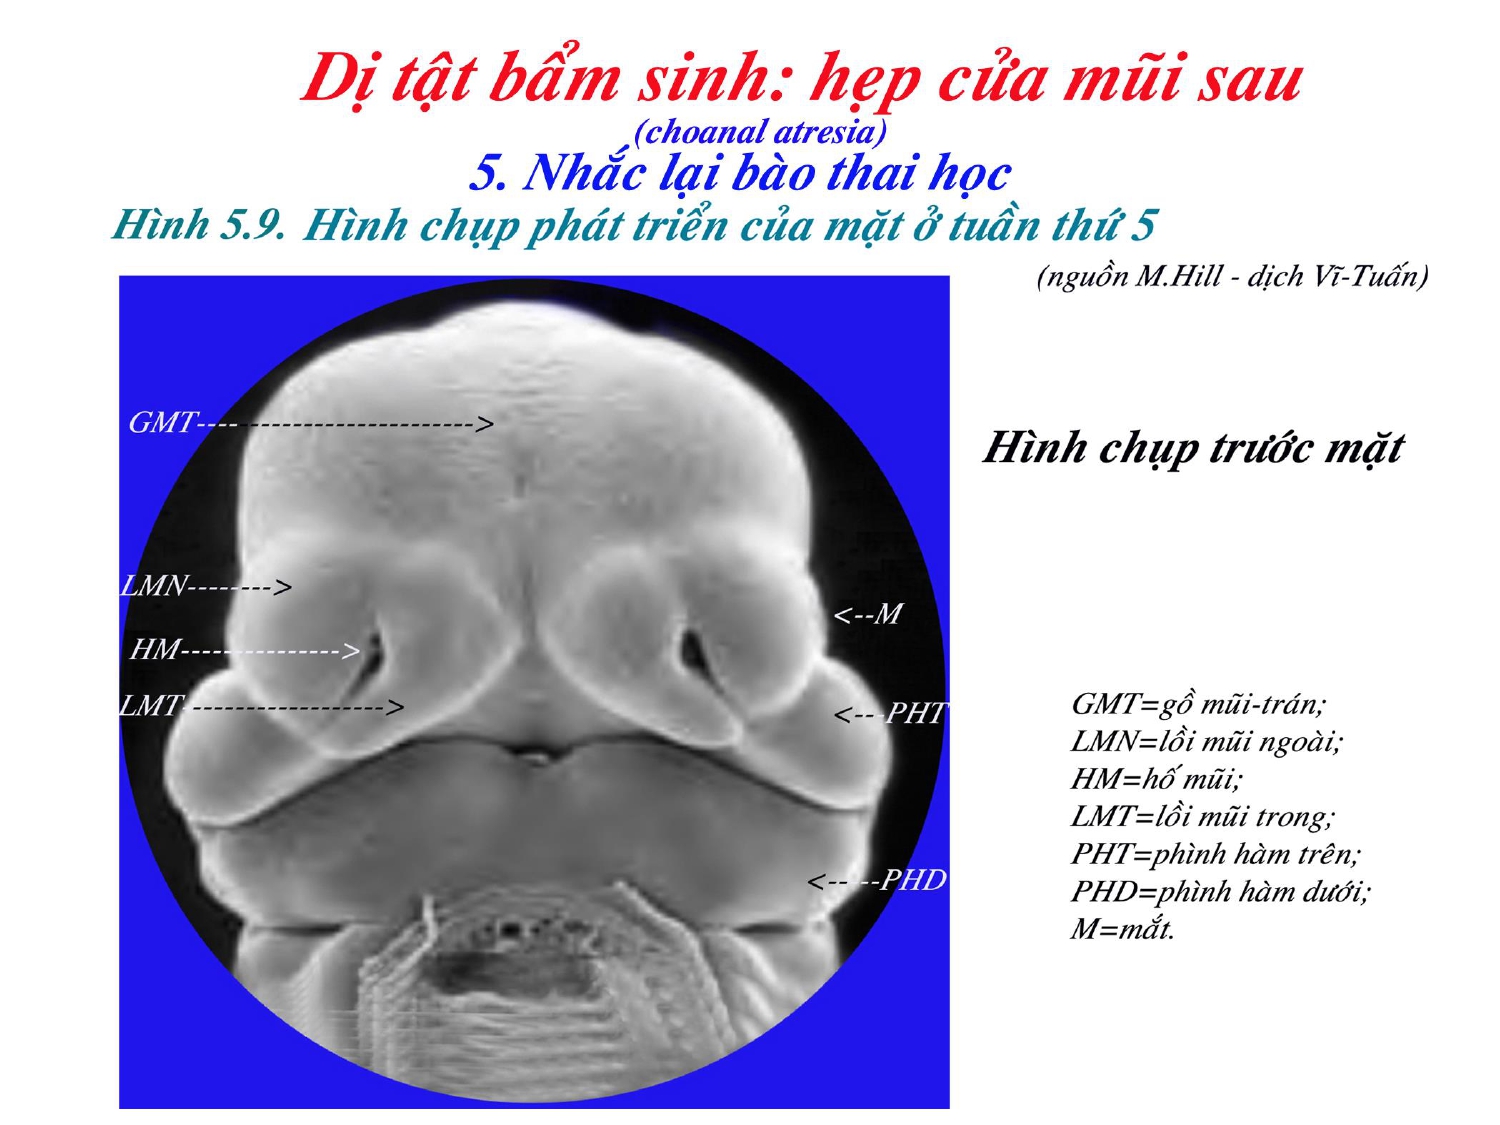 Dị tật bẩm sinh: hẹp cửa mũi sau
(choanal atresia)
5. Nhắc lại bào thai học
Hình 5.9. Hình chụp phát triển của mặt ở tuần thứ 5
(nguồn M.Hill - dịch Vĩ-Tuấn)
GMT-------------------------->
Hình chụp trước mặt
LMN-------->
<--M
HM--------------->
LMT------------------>
<----PHT
<-----PHD
GMT=gồ mũi-trán;
LMN=lồi mũi ngoài;
HM=hố mũi;
LMT=lồi mũi trong;
PHT=phình hàm trên;
PHD=phình hàm dưới;
M=mắt.